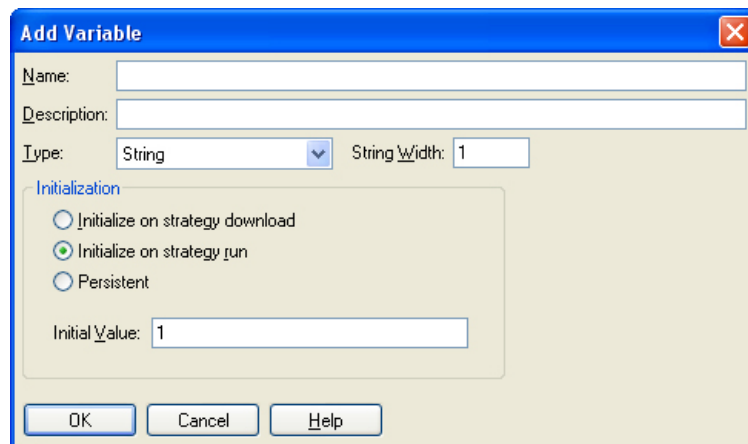 Add Variable
Name:
Description:
Type: String String Width: 1
Initialization
Initialize on strategy download
Initialize on strategy run
Persistent
Initial Value: 1
OK Cancel Help